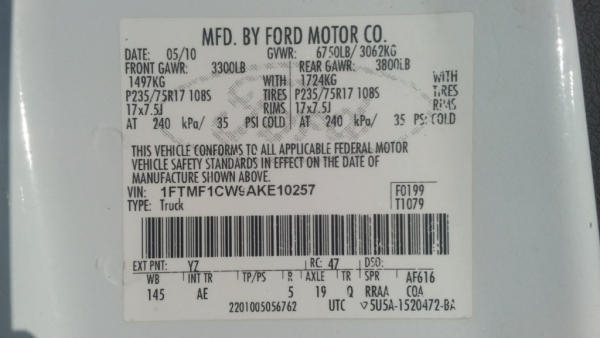 MFD. BY FORD MOTOR CO.
DATE: 05/10 GVWR: 6750LB/ 3062KG
FRONT GAWR: 3300LB REAR GAWR: 3800LB
1497KG WITH 1724KG WITH
P235/75R17 108S TIRES P235/75R17 108S TIRES
17x7.5J RIMS 17x7.5J RIMS
AT 240 kPa/ 35 PSI COLD AT 240 kPa/ 35 PSI COLD
THIS VEHICLE CONFORMS TO ALL APPLICABLE FEDERAL MOTOR
VEHICLE SAFETY STANDARDS IN EFFECT ON THE DATE OF
MANUFACTURE SHOWN ABOVE.
VIN: 1FTMF1CW9AKE10257 F0199
TYPE: Truck T1079
EXT PNT: YZ RC: 47 DSO:
WB INT TR TP/PS R AXLE TR SPR AF616
145 AE 5 19 Q RRAA COA
2201005056762 UTC ▽5U5A-1520472-BA